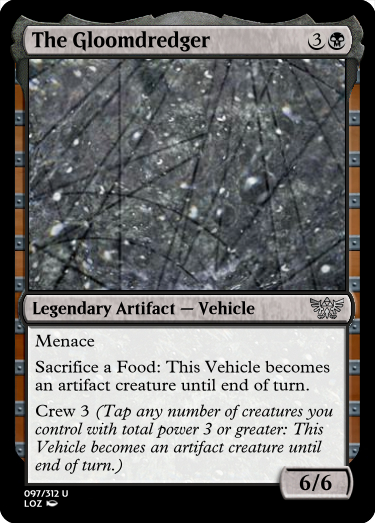 The Gloomdredger 3
Legendary Artifact — Vehicle
Menace
Sacrifice a Food: This Vehicle becomes
an artifact creature until end of turn.
Crew 3 (Tap any number of creatures you
control with total power 3 or greater: This
Vehicle becomes an artifact creature until
end of turn.)
6/6
097/312 U
LOZ